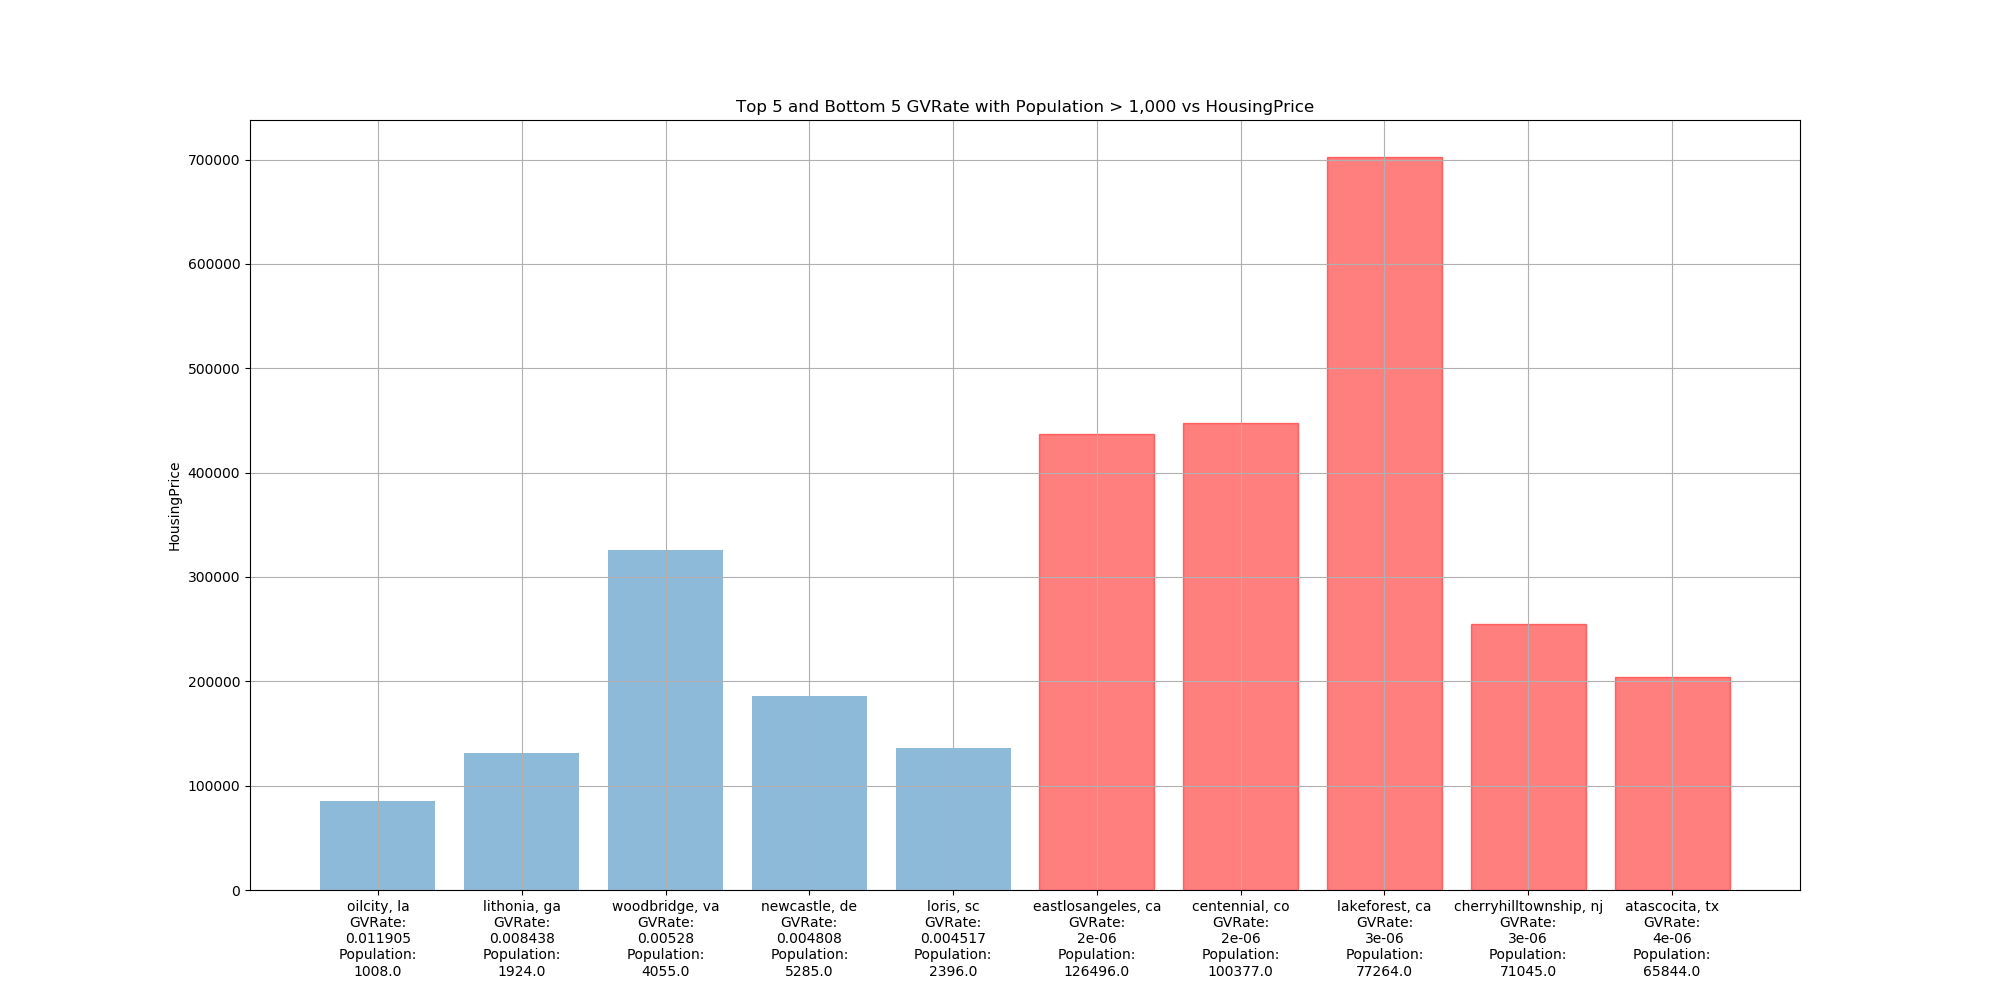 Top 5 and Bottom 5 GVRate with Population > 1,000 vs HousingPrice
HousingPrice
700000
600000
500000
400000
300000
200000
100000
0
oilcity, la
GVRate:
0.011905
Population:
1008.0
lithonia, ga
GVRate:
0.008438
Population:
1924.0
woodbridge, va
GVRate:
0.00528
Population:
4055.0
newcastle, de
GVRate:
0.004808
Population:
5285.0
loris, sc
GVRate:
0.004517
Population:
2396.0
eastlosangeles, ca
GVRate:
2e-06
Population:
126496.0
centennial, co
GVRate:
2e-06
Population:
100377.0
lakeforest, ca
GVRate:
3e-06
Population:
77264.0
cherryhilltownship, nj
GVRate:
3e-06
Population:
71045.0
atascocita, tx
GVRate:
4e-06
Population:
65844.0